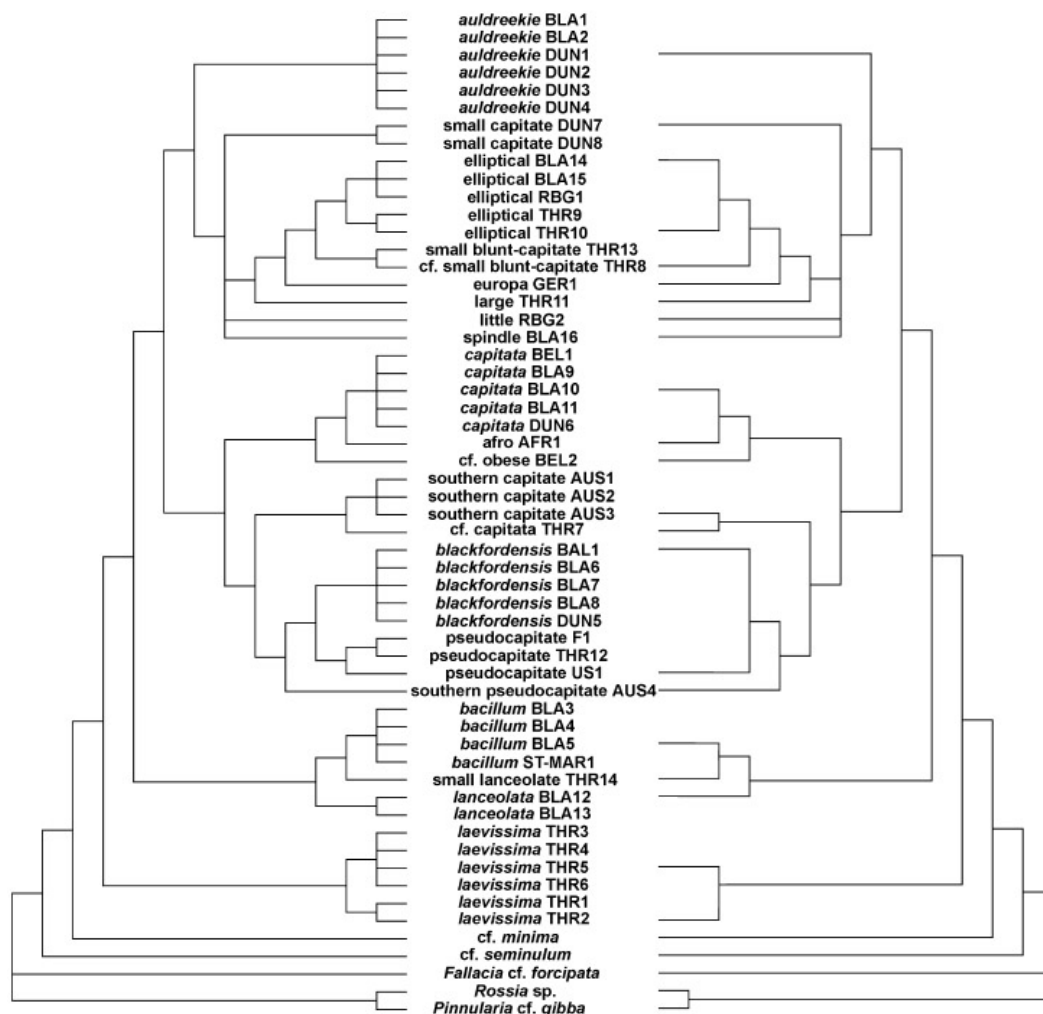 auldreekie BLA1
auldreekie BLA2
auldreekie DUN1
auldreekie DUN2
auldreekie DUN3
auldreekie DUN4
small capitate DUN7
small capitate DUN8
elliptical BLA14
elliptical BLA15
elliptical RBG1
elliptical THR9
elliptical THR10
small blunt-capitate THR13
cf. small blunt-capitate THR8
europa GER1
large THR11
little RBG2
spindle BLA16
capitata BEL1
capitata BLA9
capitata BLA10
capitata BLA11
capitata DUN6
afro AFR1
cf. obese BEL2
southern capitate AUS1
southern capitate AUS2
southern capitate AUS3
cf. capitata THR7
blackfordensis BAL1
blackfordensis BLA6
blackfordensis BLA7
blackfordensis BLA8
blackfordensis DUN5
pseudocapitate F1
pseudocapitate THR12
pseudocapitate US1
southern pseudocapitate AUS4
bacillum BLA3
bacillum BLA4
bacillum BLA5
bacillum ST-MAR1
small lanceolate THR14
lanceolata BLA12
lanceolata BLA13
laevissima THR3
laevissima THR4
laevissima THR5
laevissima THR6
laevissima THR1
laevissima THR2
cf. minima
cf. seminulum
Fallacia cf. forcipata
Rossia sp.
Pinnularia cf. gibba